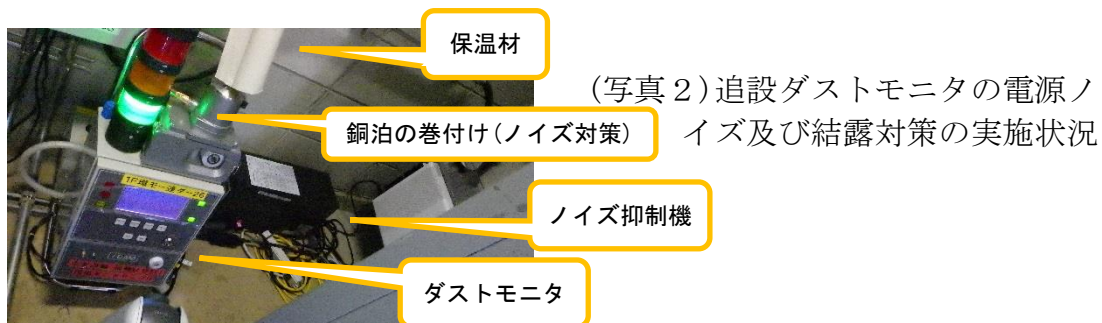 保温材
(写真２)追設ダストモニタの電源ノ
イズ及び結露対策の実施状況
銅泊の巻付け(ノイズ対策)
ノイズ抑制機
ダストモニタ